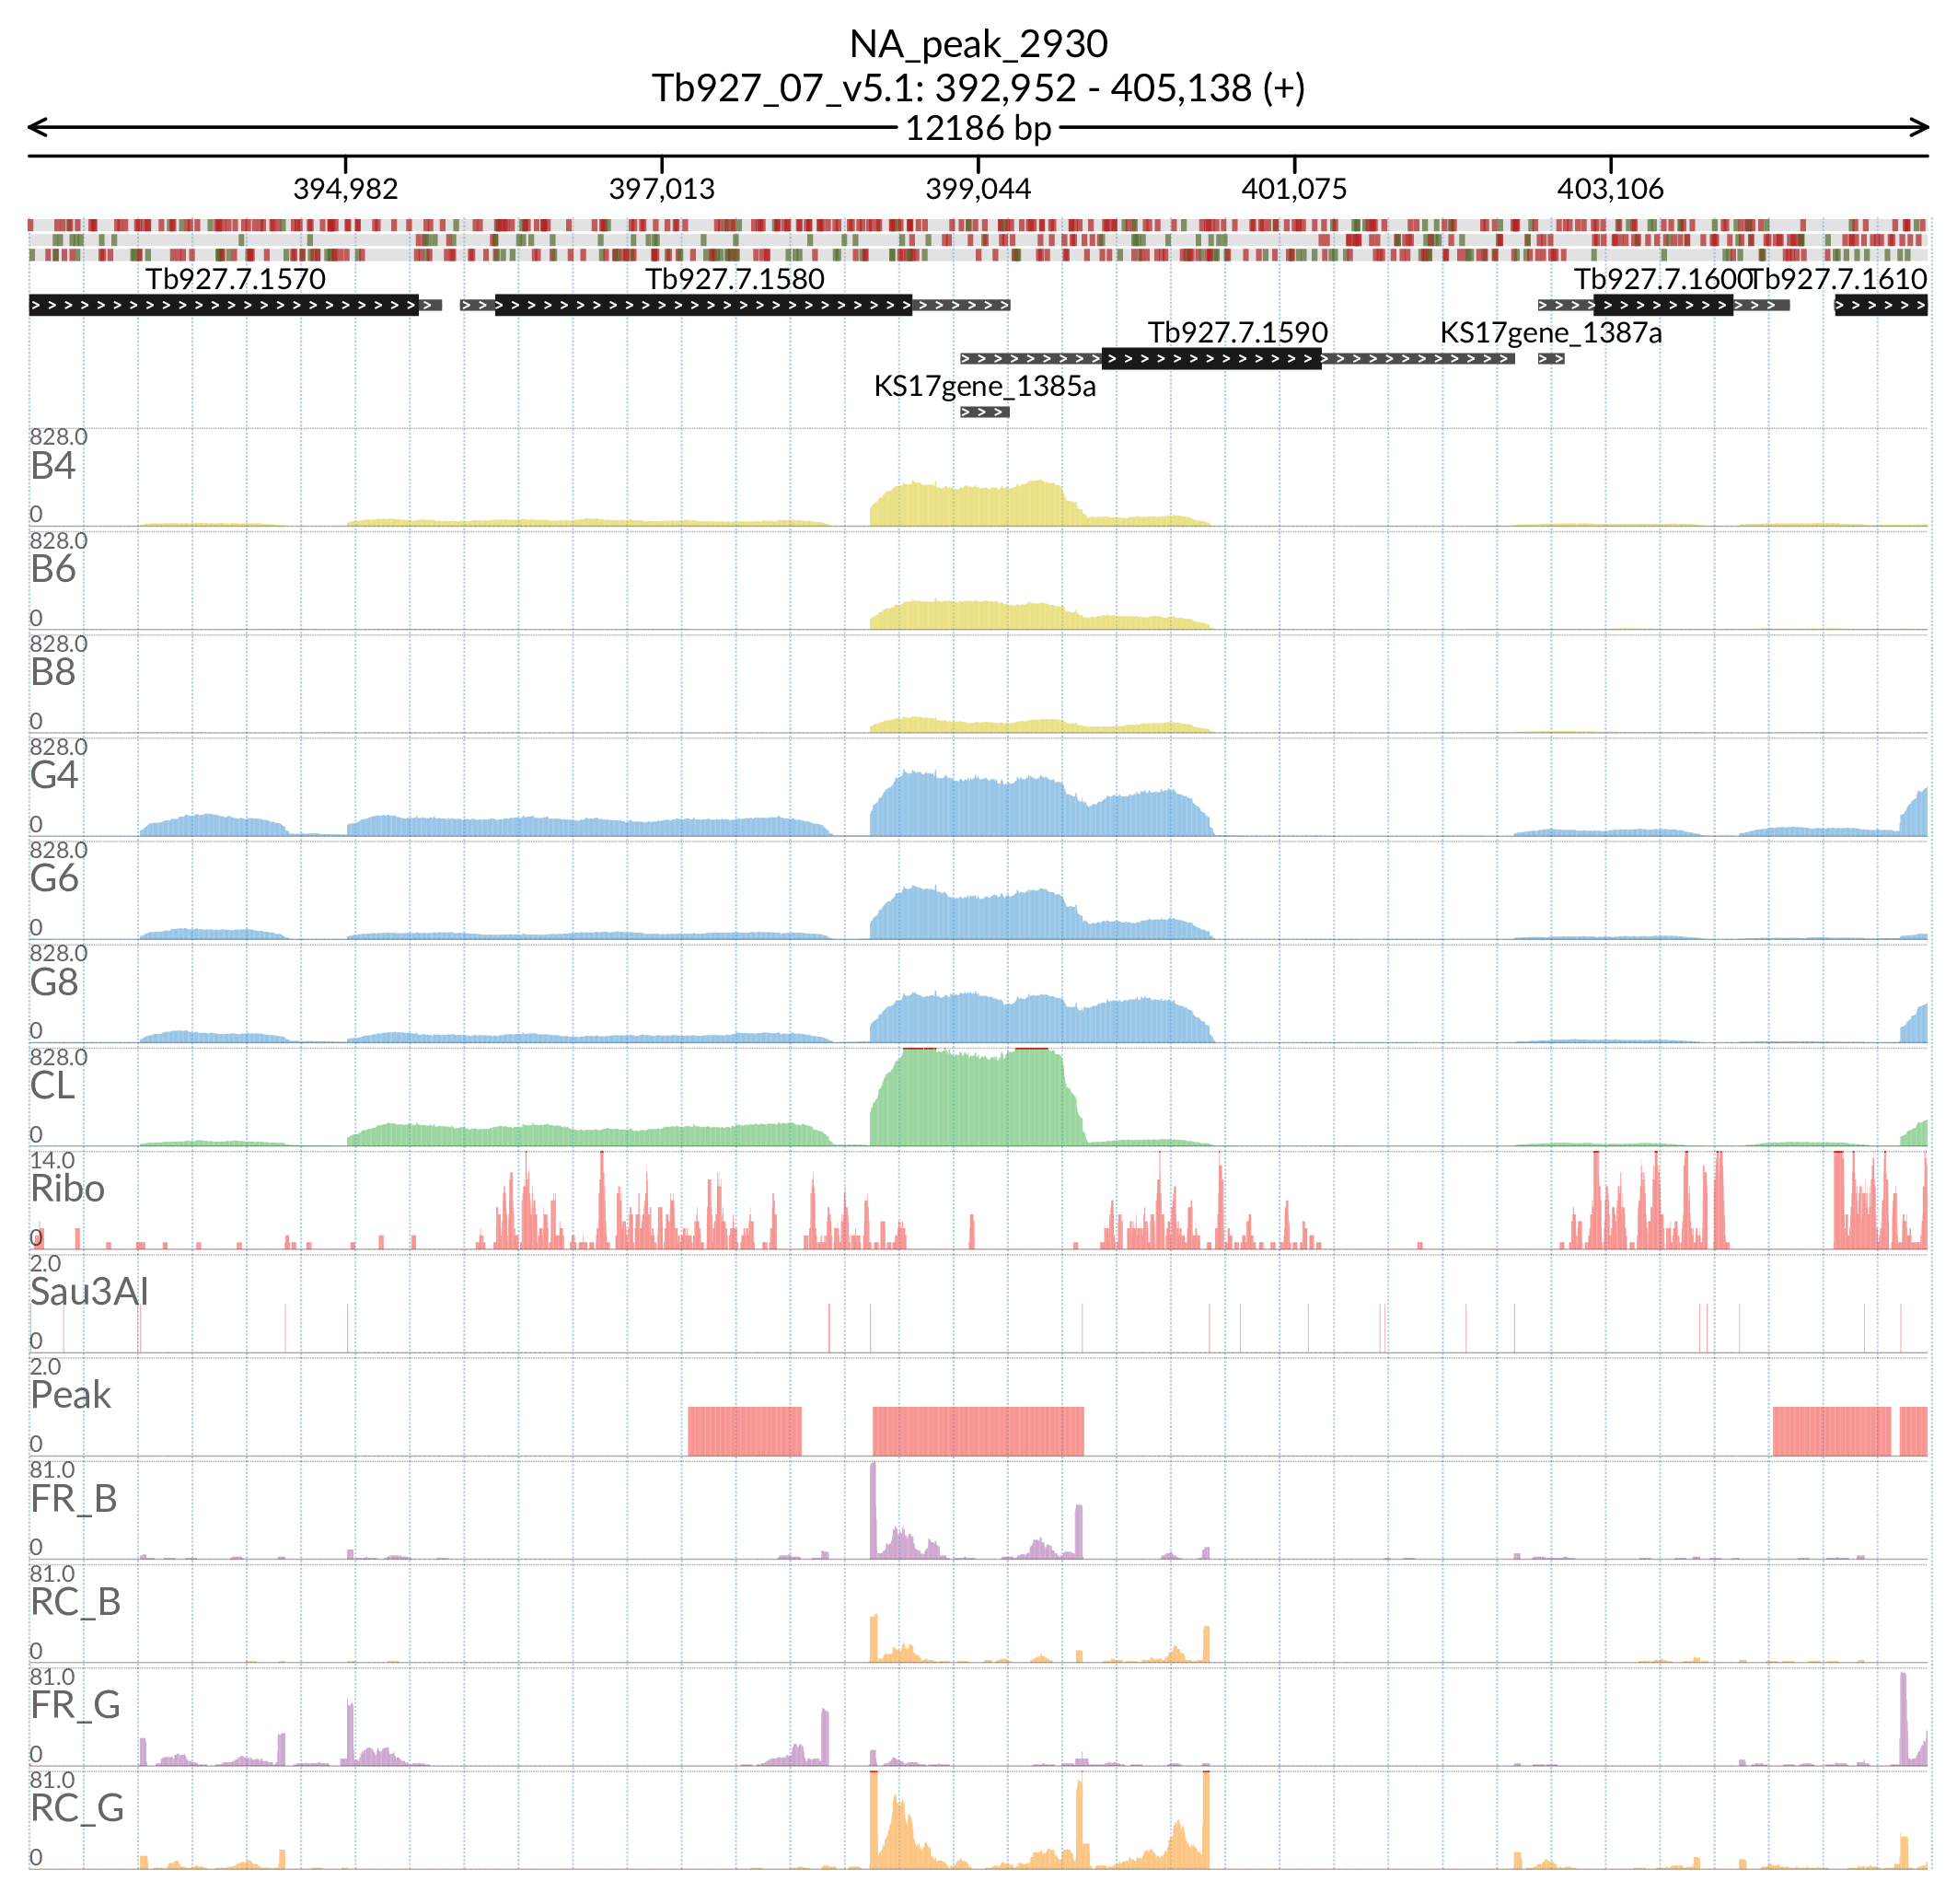 NA_peak_2930
Tb927_07_v5.1: 392,952 - 405,138 (+)
12186 bp
394,982 397,013 399,044 401,075 403,106
Tb927.7.1570 Tb927.7.1580 Tb927.7.1600 Tb927.7.1610
Tb927.7.1590 KS17gene_1387a
KS17gene_1385a
828.0
B4
0
828.0
B6
0
828.0
B8
0
828.0
G4
0
828.0
G6
0
828.0
G8
0
828.0
CL
0
14.0
Ribo
0
2.0
Sau3AI
0
2.0
Peak
0
81.0
FR_B
0
81.0
RC_B
0
81.0
FR_G
0
81.0
RC_G
0